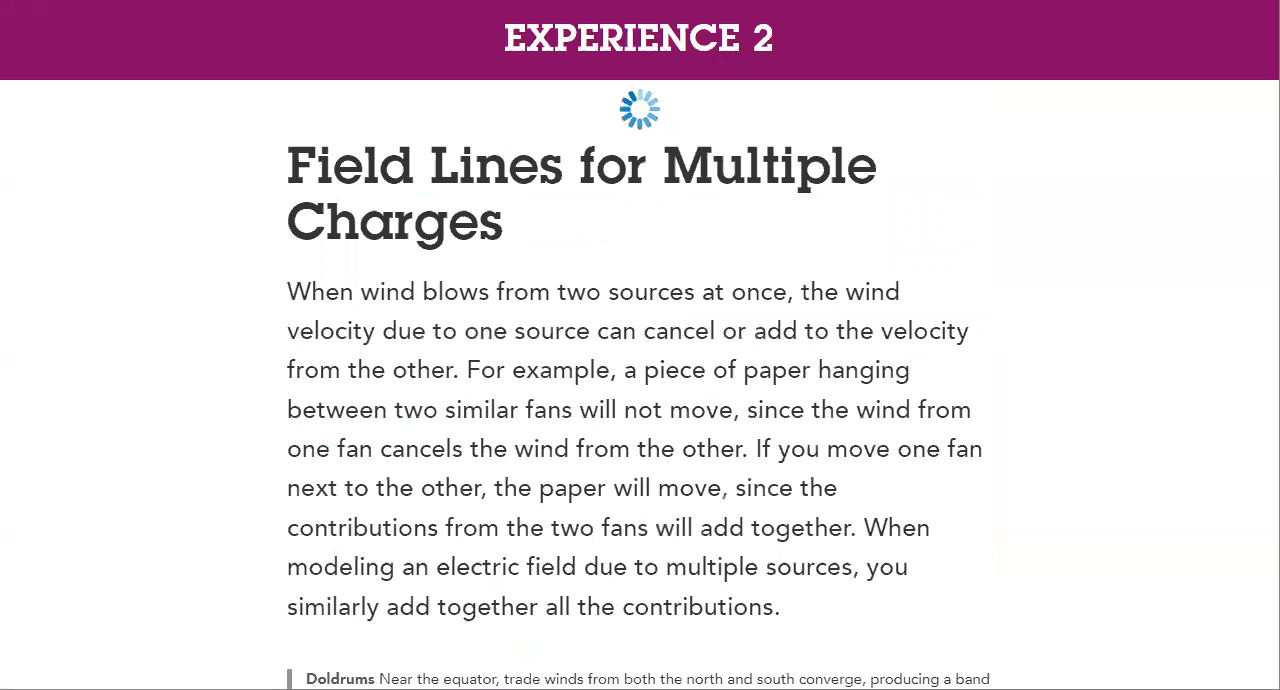 EXPERIENCE 2
Field Lines for Multiple
Charges
When wind blows from two sources at once, the wind
velocity due to one source can cancel or add to the velocity
from the other. For example, a piece of paper hanging
between two similar fans will not move, since the wind from
one fan cancels the wind from the other. If you move one fan
next to the other, the paper will move, since the
contributions from the two fans will add together. When
modeling an electric field due to multiple sources, you
similarly add together all the contributions.
Doldrums Near the equator, trade winds from both the north and south converge, producing a band